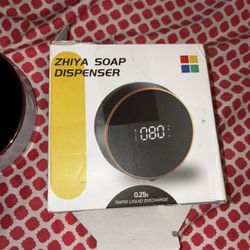 ZHIYA SOAP
DISPENSER
080
0.25s
RAPID LIQUID DISCHARGE